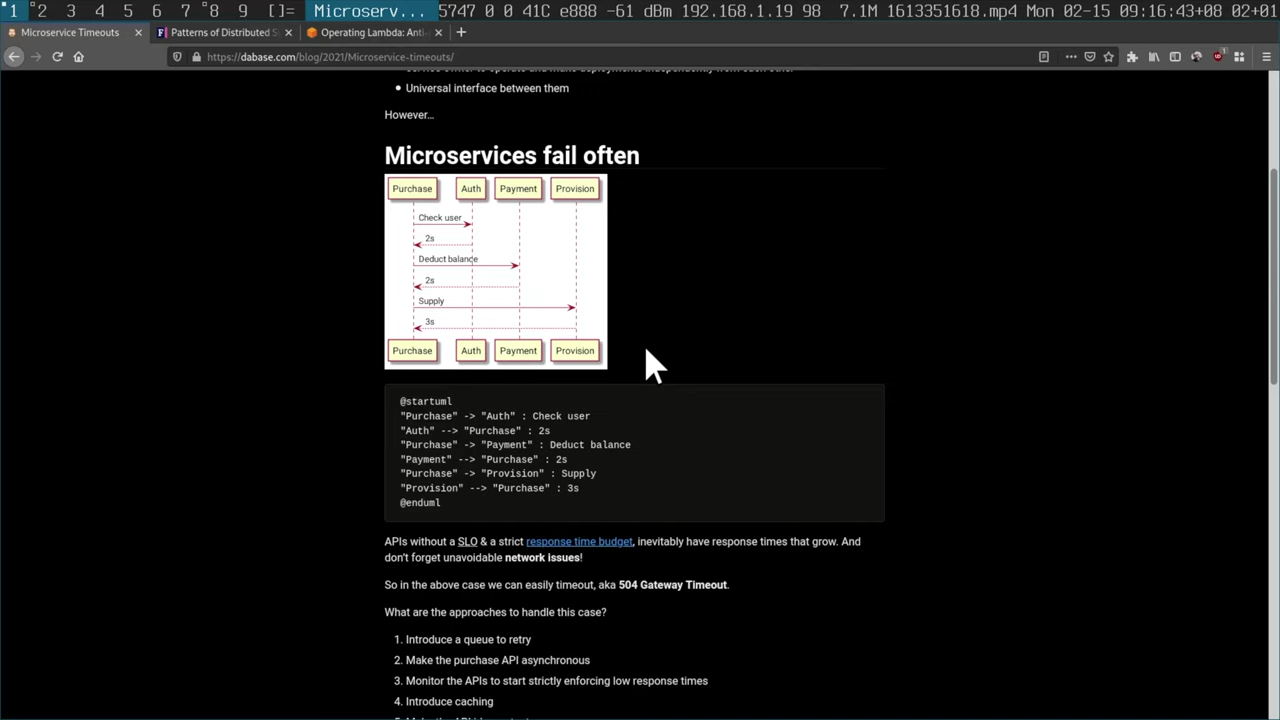 1 2 3 4 5 6 7 8 9 []= Microserv... 5747 0 0 41C e888 -61 dBm 192.168.1.19 98 7.1M 1613351618.mp4 Mon 02-15 09:16:43+08 02+01
Microservice Timeouts
Patterns of Distributed S
Operating Lambda: Anti-
https://dabase.com/blog/2021/Microservice-timeouts/
Universal interface between them
However…
Microservices fail often
Purchase Auth Payment Provision
Check user
2s
Deduct balance
2s
Supply
3s
Purchase Auth Payment Provision
@startuml
"Purchase" -> "Auth" : Check user
"Auth" --> "Purchase" : 2s
"Purchase" -> "Payment" : Deduct balance
"Payment" --> "Purchase" : 2s
"Purchase" -> "Provision" : Supply
"Provision" --> "Purchase" : 3s
@enduml
APIs without a SLO & a strict response time budget, inevitably have response times that grow. And
don't forget unavoidable network issues!
So in the above case we can easily timeout, aka 504 Gateway Timeout.
What are the approaches to handle this case?
1. Introduce a queue to retry
2. Make the purchase API asynchronous
3. Monitor the APIs to start strictly enforcing low response times
4. Introduce caching